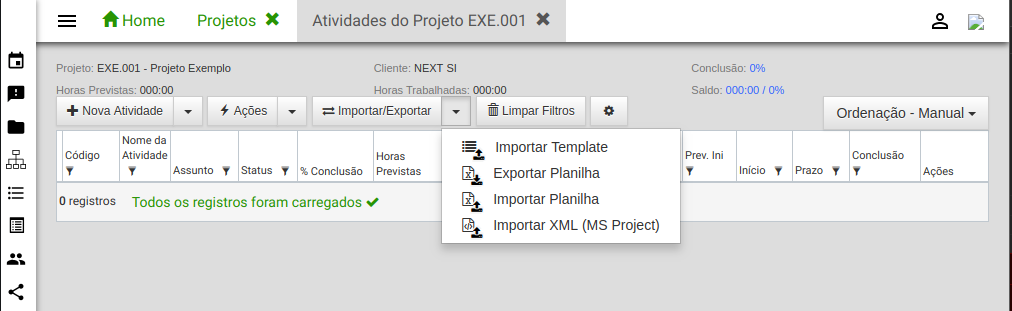 Home Projetos Atividades do Projeto EXE.001
Projeto: EXE.001 - Projeto Exemplo Cliente: NEXT SI Conclusão: 0%
Horas Previstas: 000:00 Horas Trabalhadas: 000:00 Saldo: 000:00 / 0%
Nova Atividade Ações Importar/Exportar Limpar Filtros Ordenação - Manual
Código Nome da Atividade Assunto Status % Conclusão Horas Previstas Prev. Ini Início Prazo Conclusão Ações
Importar Template
Exportar Planilha
Importar Planilha
Importar XML (MS Project)
0 registros Todos os registros foram carregados